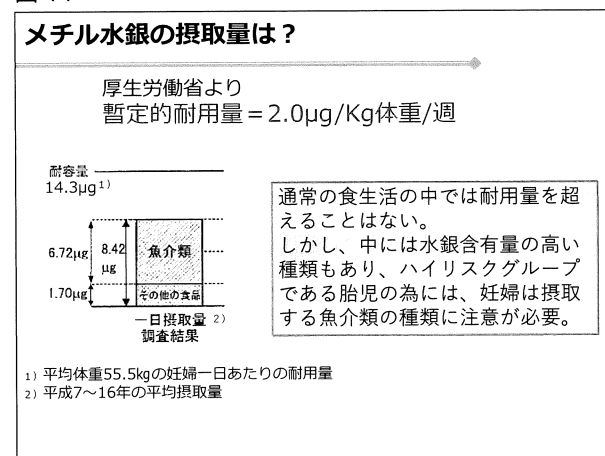 メチル水銀の摂取量は？
厚生労働省より
暫定的耐用量＝2.0μg/Kg体重/週
耐容量
14.3μg1)
6.72μg
8.42
μg
魚介類
1.70μg
その他の食品
一日摂取量 2)
調査結果
通常の食生活の中では耐用量を超
えることはない。
しかし、中には水銀含有量の高い
種類もあり、ハイリスクグループ
である胎児の為には、妊婦は摂取
する魚介類の種類に注意が必要。
1) 平均体重55.5kgの妊婦一日あたりの耐用量
2) 平成7～16年の平均摂取量